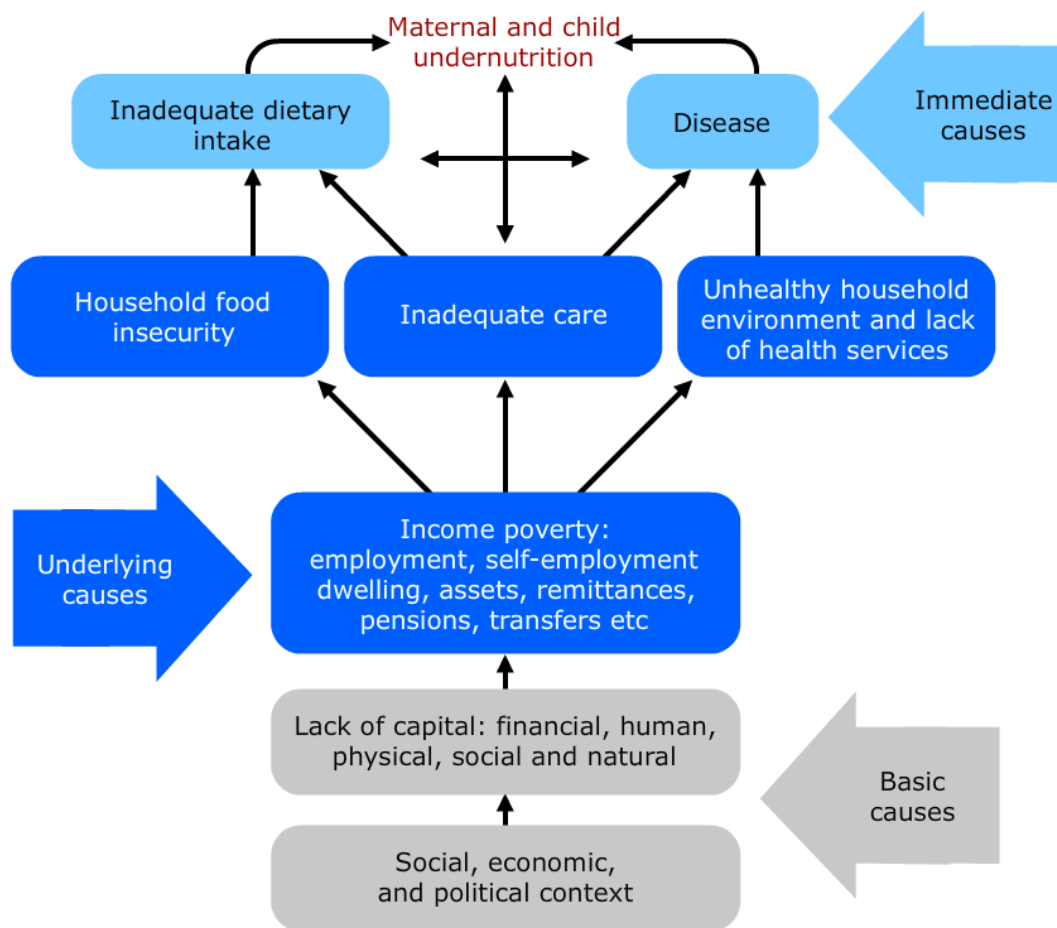 Maternal and child
undernutrition
Inadequate dietary
intake
Disease
Immediate
causes
Household food
insecurity
Inadequate care
Unhealthy household
environment and lack
of health services
Underlying
causes
Income poverty:
employment, self-employment
dwelling, assets, remittances,
pensions, transfers etc
Lack of capital: financial, human,
physical, social and natural
Basic
causes
Social, economic,
and political context